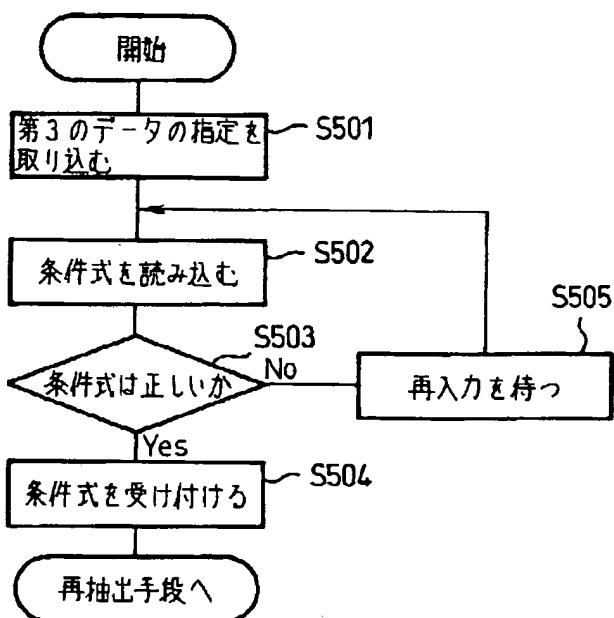 開始
第3のデータの指定を
取り込む
S501
条件式を読み込む
S502
条件式は正しいか
S503
No
再入力を待つ
S505
Yes
条件式を受け付ける
S504
再抽出手段へ